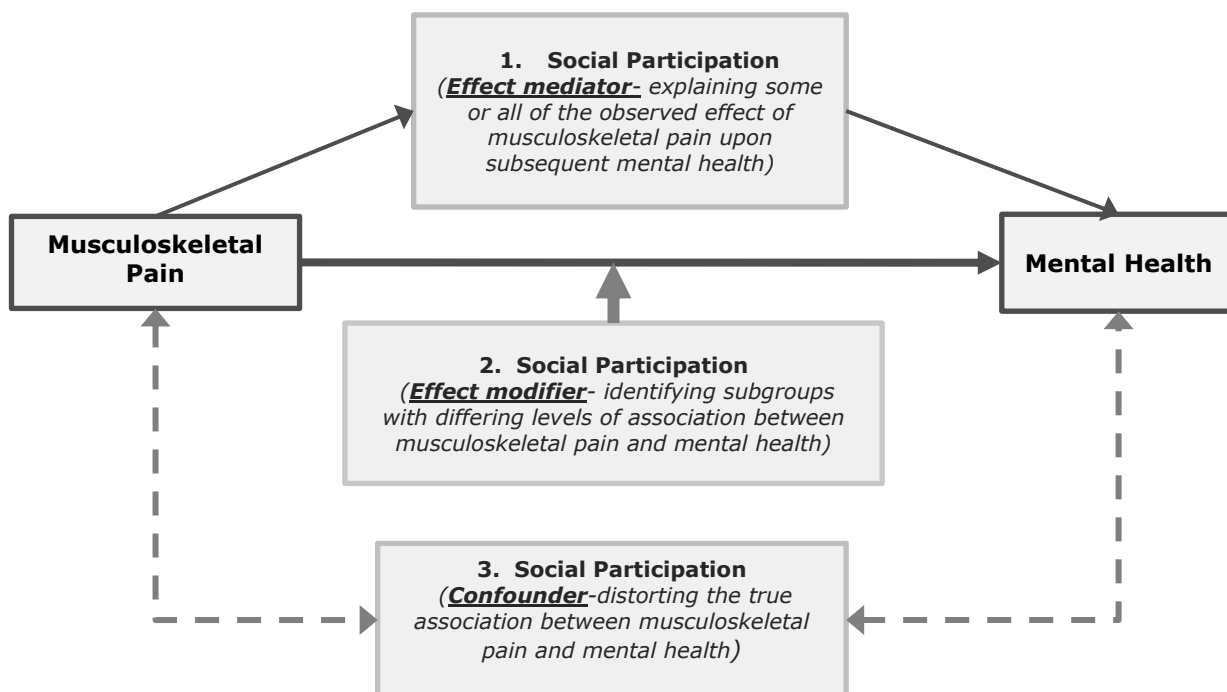 1. Social Participation
(Effect mediator- explaining some
or all of the observed effect of
musculoskeletal pain upon
subsequent mental health)
Musculoskeletal
Pain
Mental Health
2. Social Participation
(Effect modifier- identifying subgroups
with differing levels of association between
musculoskeletal pain and mental health)
3. Social Participation
(Confounder-distorting the true
association between musculoskeletal
pain and mental health)